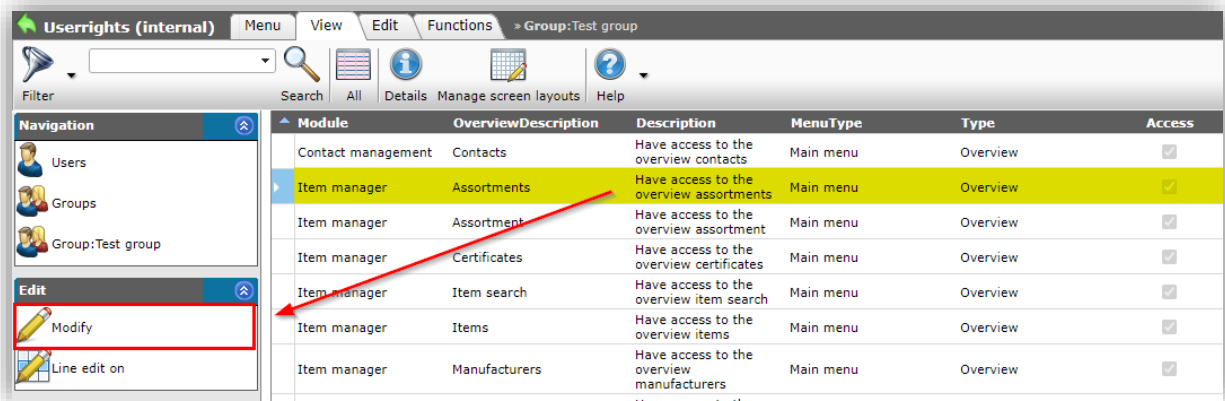 Userrights (internal) Menu View Edit Functions » Group:Test group
Filter Search All Details Manage screen layouts Help
Navigation
Users
Groups
Group:Test group
Edit
Modify
Line edit on
Module OverviewDescription Description MenuType Type Access
Contact management Contacts Have access to the Main menu Overview
overview contacts
Item manager Assortments Have access to the Main menu Overview
overview assortments
Item manager Assortment Have access to the Main menu Overview
overview assortment
Item manager Certificates Have access to the Main menu Overview
overview certificates
Item manager Item search Have access to the Main menu Overview
overview item search
Item manager Items Have access to the Main menu Overview
overview items
Item manager Manufacturers Have access to the Main menu Overview
overview
manufacturers